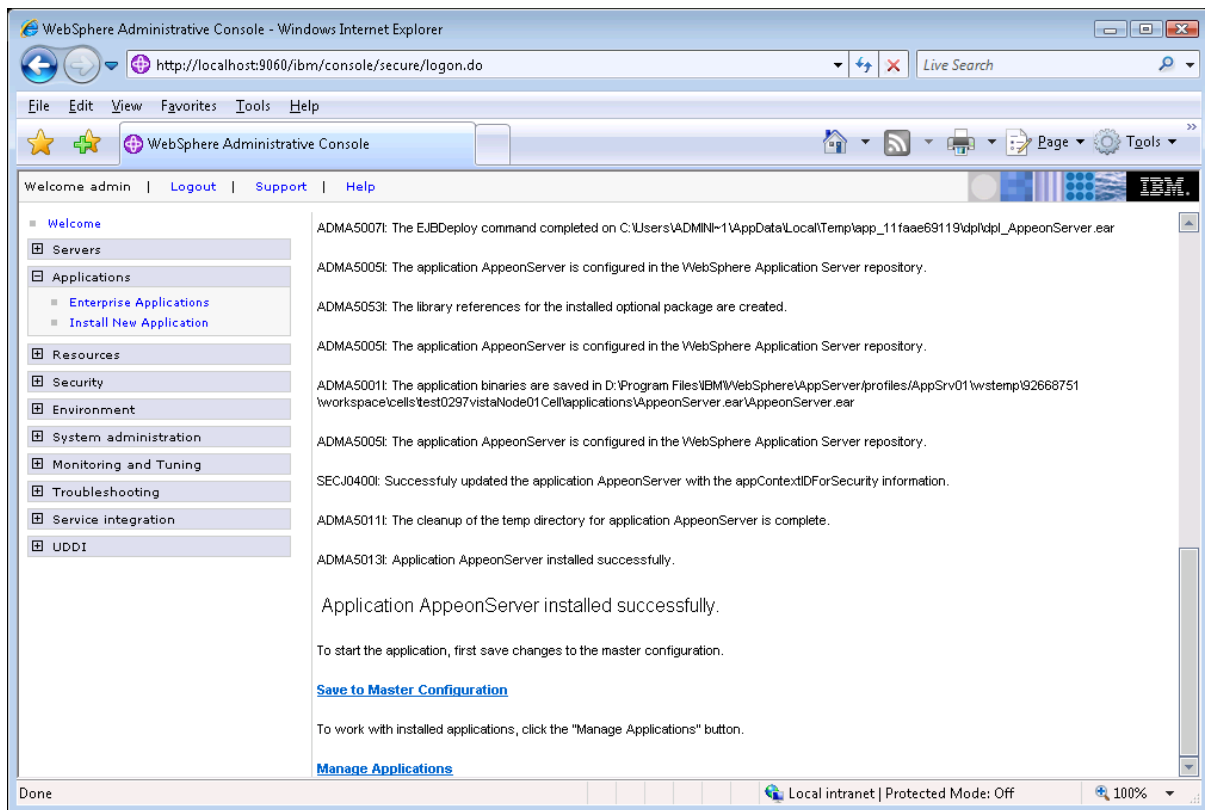 WebSphere Administrative Console - Windows Internet Explorer
http://localhost:9060/ibm/console/secure/logon.do
Live Search
File Edit View Favorites Tools Help
WebSphere Administrative Console
Page
Tools
Welcome admin | Logout | Support | Help
IBM.
Welcome
Servers
Applications
Enterprise Applications
Install New Application
Resources
Security
Environment
System administration
Monitoring and Tuning
Troubleshooting
Service integration
UDDI
ADMA5007I: The EJBDeploy command completed on C:\Users\ADMINI~1\AppData\Local\Temp\app_11faae69119\dpl\dpl_AppeonServer.ear
ADMA5005I: The application AppeonServer is configured in the WebSphere Application Server repository.
ADMA5053I: The library references for the installed optional package are created.
ADMA5005I: The application AppeonServer is configured in the WebSphere Application Server repository.
ADMA5001I: The application binaries are saved in D:\Program Files\IBM\WebSphere\AppServer/profiles/AppSrv01\wstemp\92668751
\workspace\cells\test0297vistaNode01Cell\applications\AppeonServer.ear\AppeonServer.ear
ADMA5005I: The application AppeonServer is configured in the WebSphere Application Server repository.
SECJ0400I: Successfuly updated the application AppeonServer with the appContextIDForSecurity information.
ADMA5011I: The cleanup of the temp directory for application AppeonServer is complete.
ADMA5013I: Application AppeonServer installed successfully.
Application AppeonServer installed successfully.
To start the application, first save changes to the master configuration.
Save to Master Configuration
To work with installed applications, click the "Manage Applications" button.
Manage Applications
Done
Local intranet | Protected Mode: Off
100%